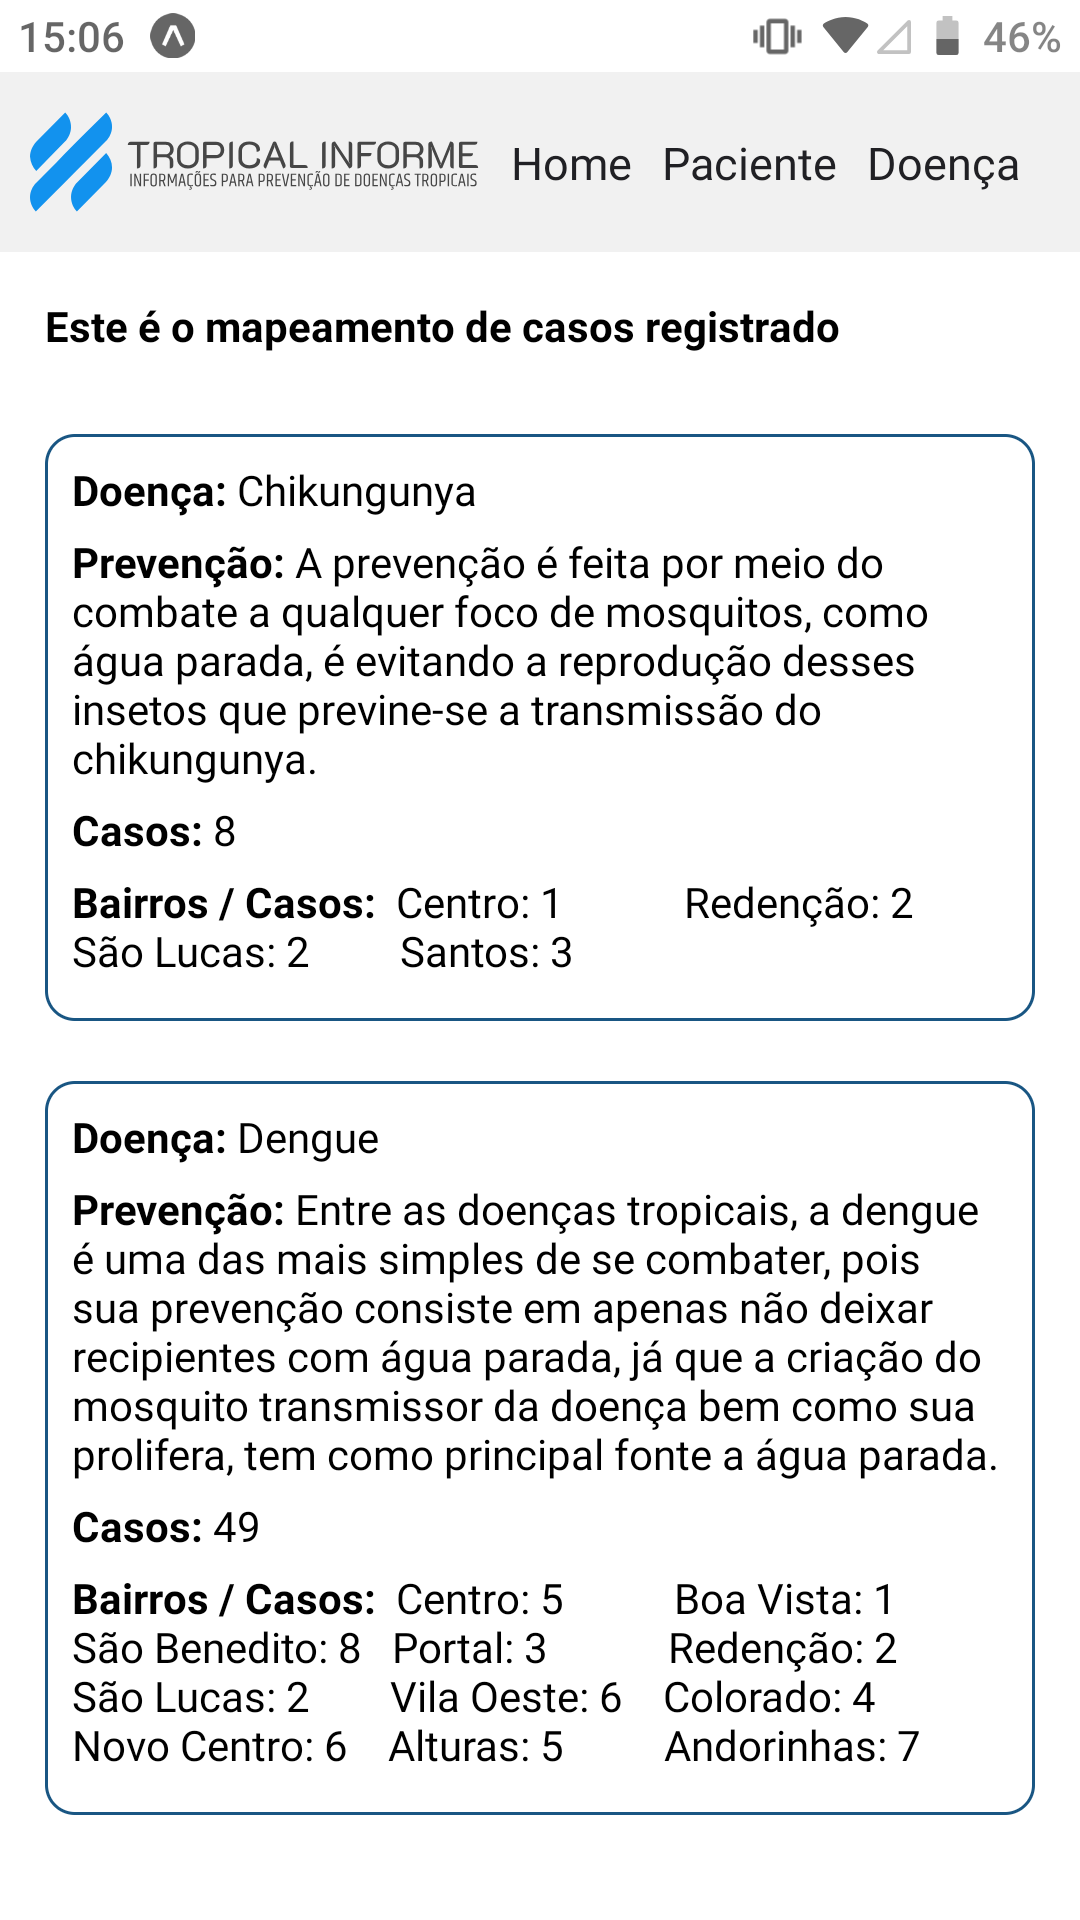 15:06 46%
TROPICAL INFORME
INFORMAÇÕES PARA PREVENÇÃO DE DOENÇAS TROPICAIS
Home Paciente Doença
Este é o mapeamento de casos registrado
Doença: Chikungunya
Prevenção: A prevenção é feita por meio do
combate a qualquer foco de mosquitos, como
água parada, é evitando a reprodução desses
insetos que previne-se a transmissão do
chikungunya.
Casos: 8
Bairros / Casos: Centro: 1 Redenção: 2
São Lucas: 2 Santos: 3
Doença: Dengue
Prevenção: Entre as doenças tropicais, a dengue
é uma das mais simples de se combater, pois
sua prevenção consiste em apenas não deixar
recipientes com água parada, já que a criação do
mosquito transmissor da doença bem como sua
prolifera, tem como principal fonte a água parada.
Casos: 49
Bairros / Casos: Centro: 5 Boa Vista: 1
São Benedito: 8 Portal: 3 Redenção: 2
São Lucas: 2 Vila Oeste: 6 Colorado: 4
Novo Centro: 6 Alturas: 5 Andorinhas: 7